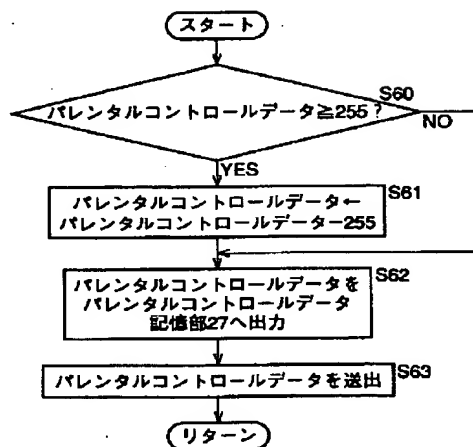 スタート
S60
パレンタルコントロールデータ≧255?
NO
YES
S61
パレンタルコントロールデータ←
パレンタルコントロールデータ−255
S62
パレンタルコントロールデータを
パレンタルコントロールデータ
記憶部27へ出力
S63
パレンタルコントロールデータを送出
リターン